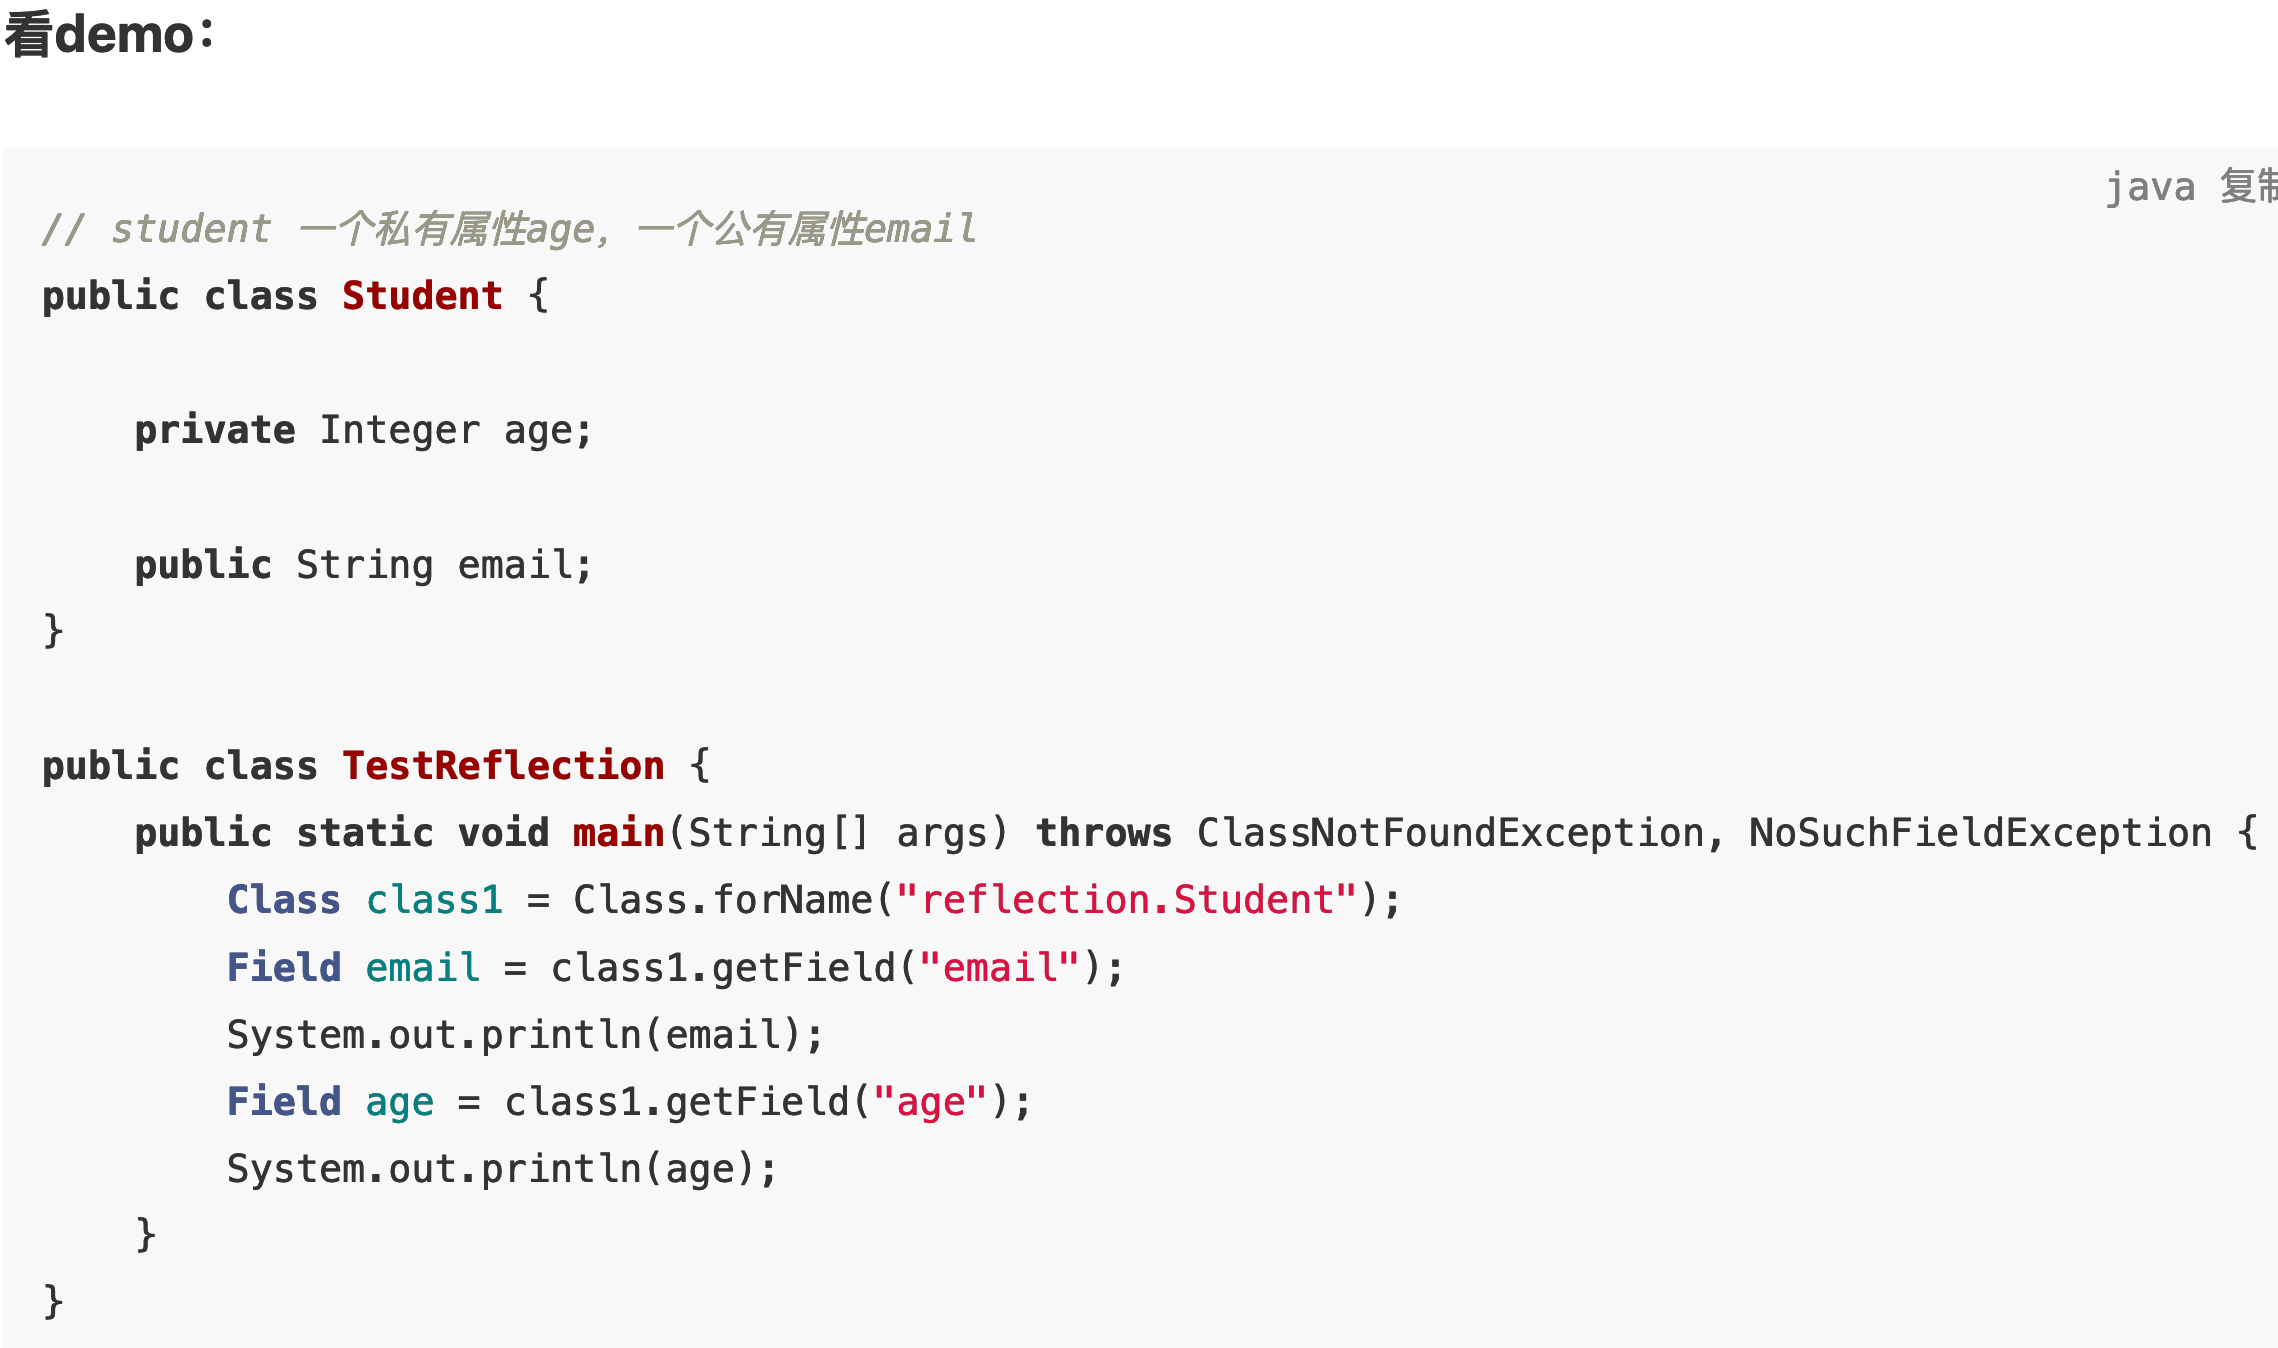 看demo：
java 复制
// student 一个私有属性age，一个公有属性email
public class Student {
private Integer age;
public String email;
}
public class TestReflection {
public static void main(String[] args) throws ClassNotFoundException, NoSuchFieldException {
Class class1 = Class.forName("reflection.Student");
Field email = class1.getField("email");
System.out.println(email);
Field age = class1.getField("age");
System.out.println(age);
}
}